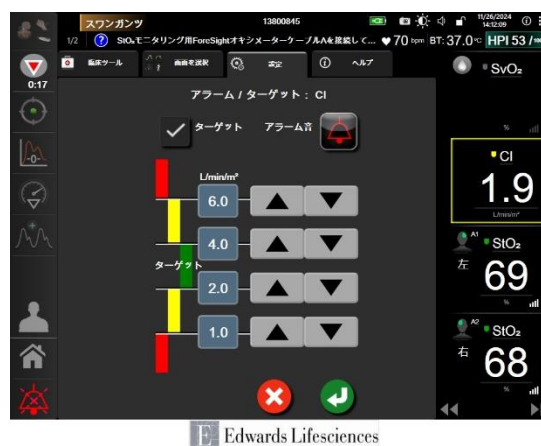 スワンガンツ
13800845
11/26/2024
14:12:09
1/2
StO₂モニタリング用ForeSightオキシメーターケーブルAを接続して...
70 bpm
BT: 37.0 °C
HPI 53 /100
0:17
臨床ツール
画面を選択
設定
ヘルプ
アラーム / ターゲット : CI
ターゲット
アラーム音
L/min/m²
6.0
4.0
ターゲット
2.0
1.0
SvO₂
%
CI
1.9
L/min/m²
A1
StO₂
左
69
%
A2
StO₂
右
68
%
-0-
E Edwards Lifesciences